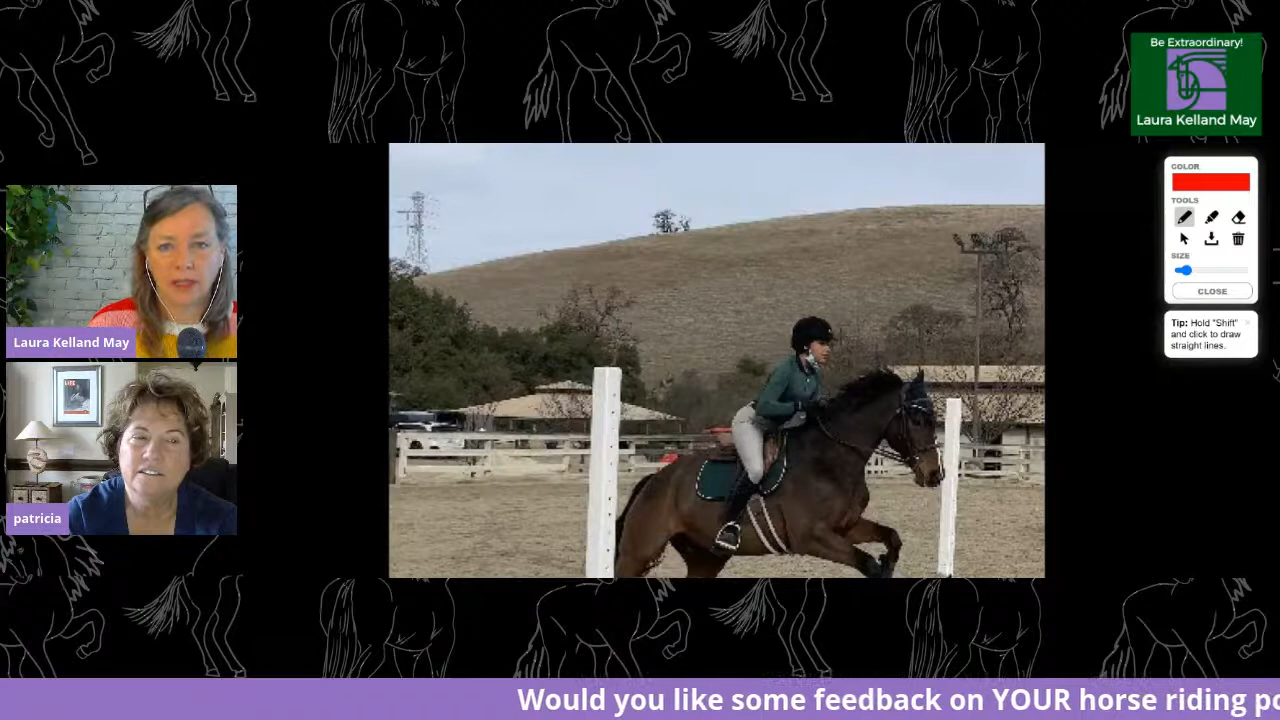 Be Extraordinary!
Laura Kelland May
COLOR
TOOLS
SIZE
CLOSE
Tip: Hold "Shift"
and click to draw
straight lines.
Laura Kelland May
LIFE
patricia
Would you like some feedback on YOUR horse riding